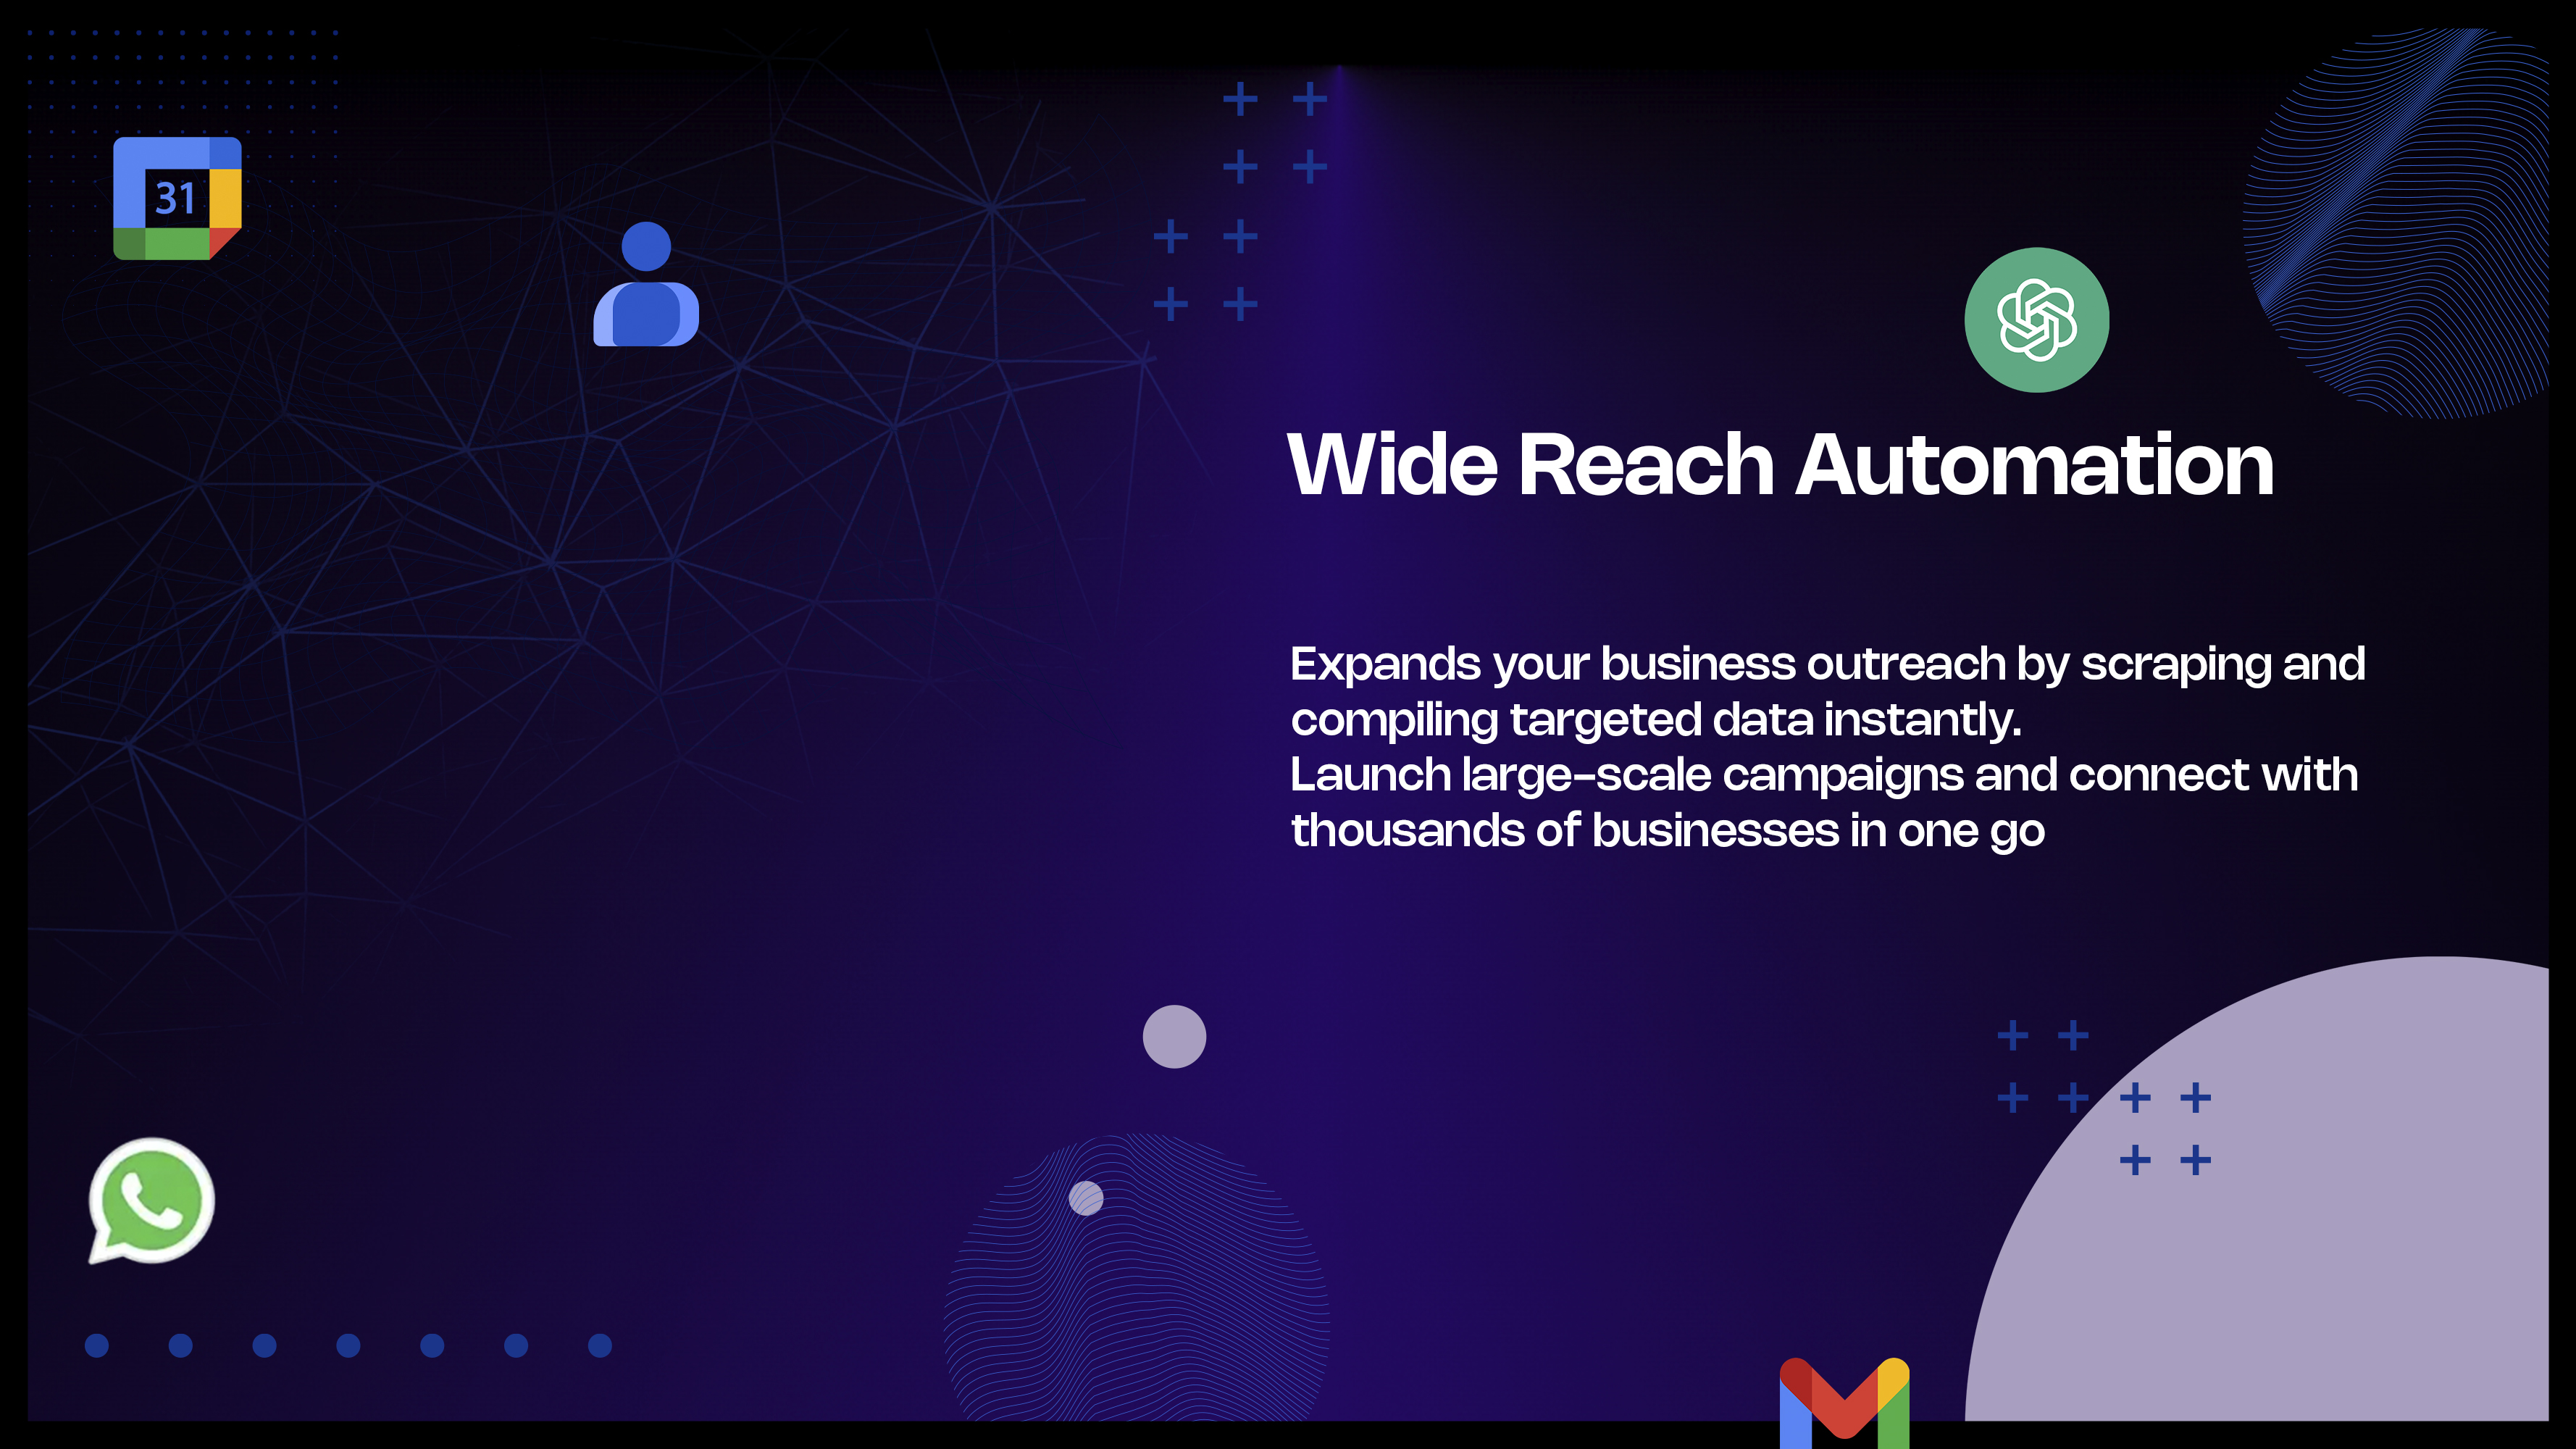 31
Wide Reach Automation
Expands your business outreach by scraping and
compiling targeted data instantly.
Launch large-scale campaigns and connect with
thousands of businesses in one go